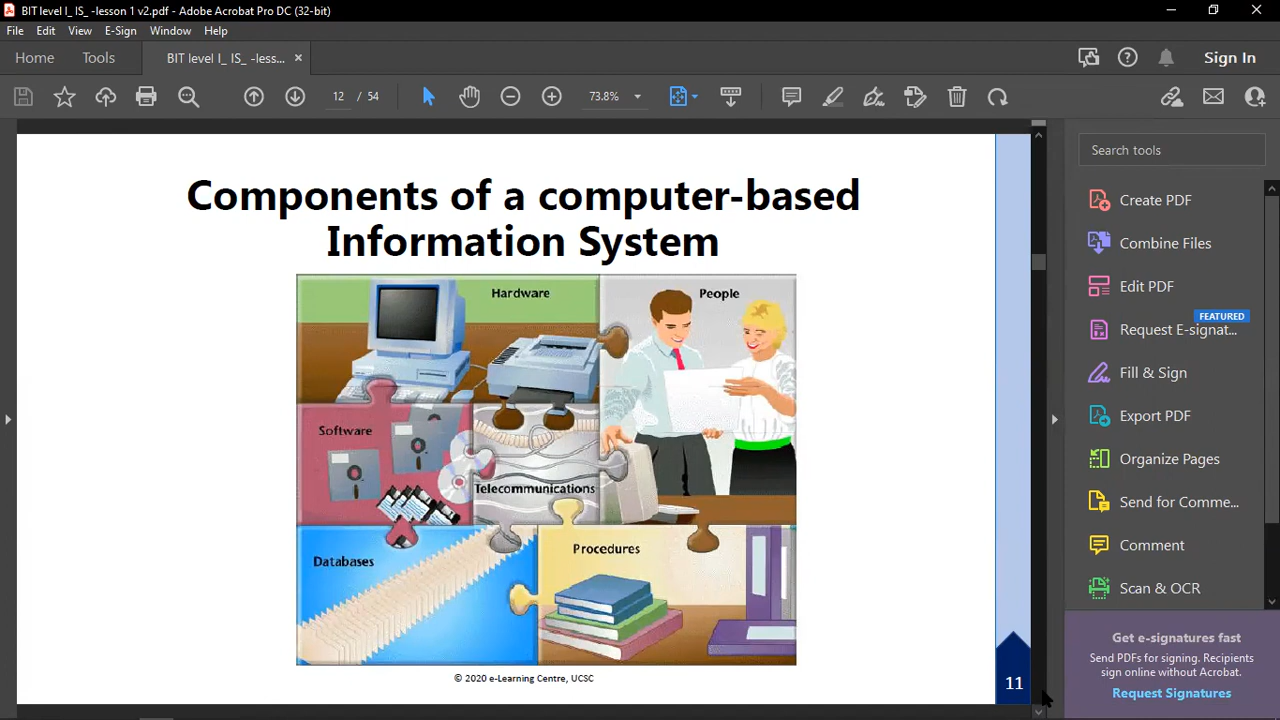 BIT level I_ IS_ -lesson 1 v2.pdf - Adobe Acrobat Pro DC (32-bit)
File Edit View E-Sign Window Help
Home Tools BIT level I_ IS_ -less... × Sign In
12 / 54 73.8%
Components of a computer-based
Information System
Hardware People
Software
Telecommunications
Databases Procedures
© 2020 e-Learning Centre, UCSC
11
Search tools
Create PDF
Combine Files
Edit PDF
FEATURED
Request E-signat...
Fill & Sign
Export PDF
Organize Pages
Send for Comme...
Comment
Scan & OCR
Get e-signatures fast
Send PDFs for signing. Recipients
sign online without Acrobat.
Request Signatures